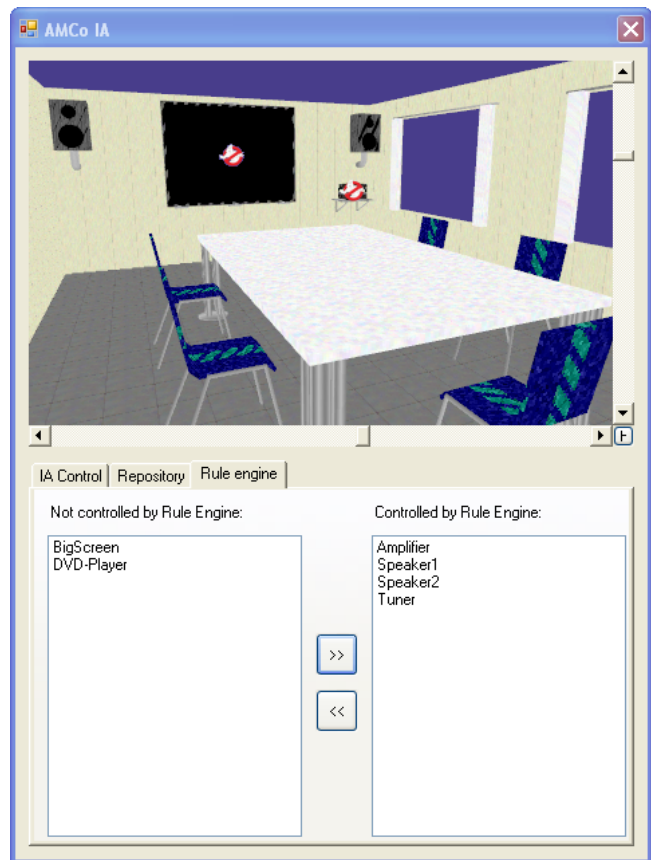 AMCo IA
IA Control Repository Rule engine
Not controlled by Rule Engine: Controlled by Rule Engine:
BigScreen
DVD-Player
Amplifier
Speaker1
Speaker2
Tuner
>>
<<